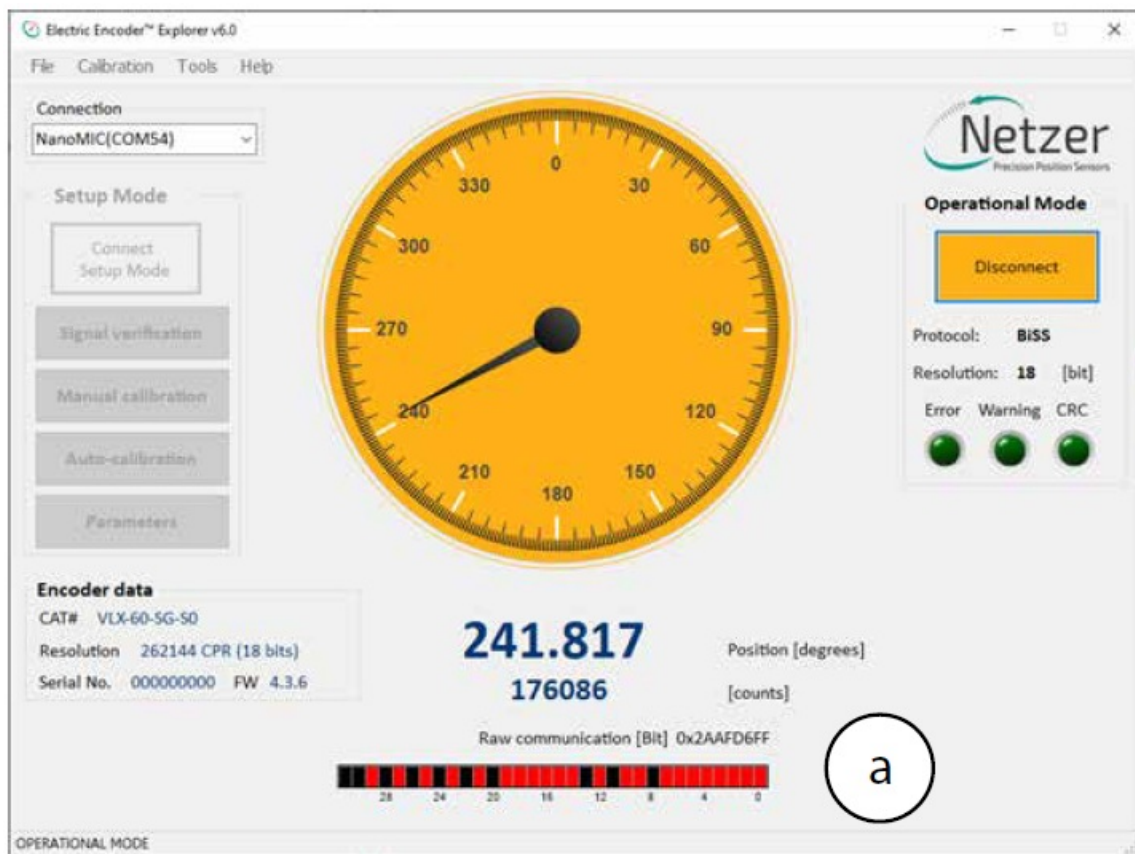 Electric Encoder™ Explorer v6.0
File Calibration Tools Help
Connection
NanoMIC(COM54)
Setup Mode
Connect
Setup Mode
Signal verification
Manual calibration
Auto-calibration
Parameters
0
30
60
90
120
150
180
210
240
270
300
330
Netzer
Precision Position Sensors
Operational Mode
Disconnect
Protocol: BiSS
Resolution: 18 [bit]
Error Warning CRC
Encoder data
CAT# VLX-60-SG-S0
Resolution 262144 CPR (18 bits)
Serial No. 000000000 FW 4.3.6
241.817 Position [degrees]
176086 [counts]
Raw communication [Bit] 0x2AAFD6FF
28 24 20 16 12 8 4 0
a
OPERATIONAL MODE